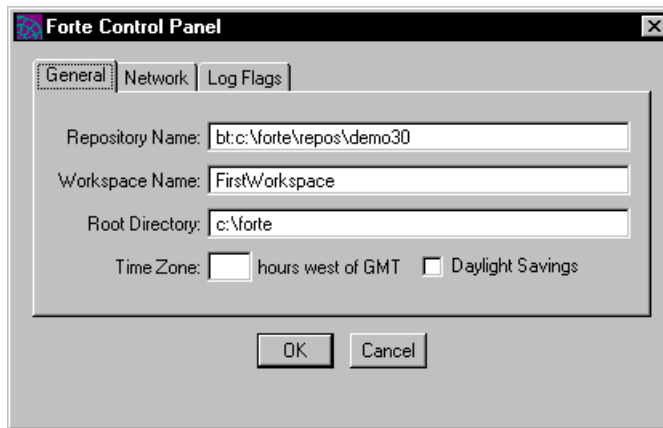 Forte Control Panel
General Network Log Flags
Repository Name: bt:c:\forte\repos\demo30
Workspace Name: FirstWorkspace
Root Directory: c:\forte
Time Zone: hours west of GMT Daylight Savings
OK Cancel